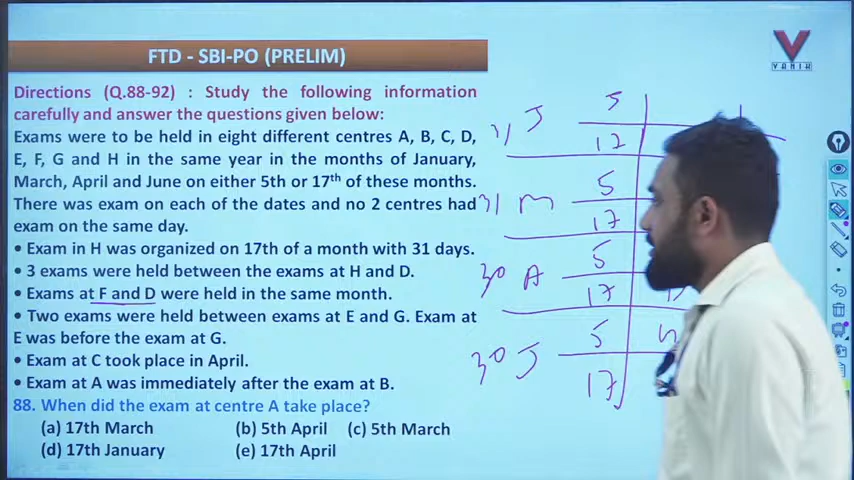 FTD - SBI-PO (PRELIM)
VANIK
Directions (Q.88-92) : Study the following information
carefully and answer the questions given below:
Exams were to be held in eight different centres A, B, C, D,
E, F, G and H in the same year in the months of January,
March, April and June on either 5th or 17th of these months.
There was exam on each of the dates and no 2 centres had
exam on the same day.
• Exam in H was organized on 17th of a month with 31 days.
• 3 exams were held between the exams at H and D.
• Exams at F and D were held in the same month.
• Two exams were held between exams at E and G. Exam at
E was before the exam at G.
• Exam at C took place in April.
• Exam at A was immediately after the exam at B.
88. When did the exam at centre A take place?
(a) 17th March (b) 5th April (c) 5th March
(d) 17th January (e) 17th April
31 J 5
17
31 m 5
17
30 A 5
17
30 J 5
17